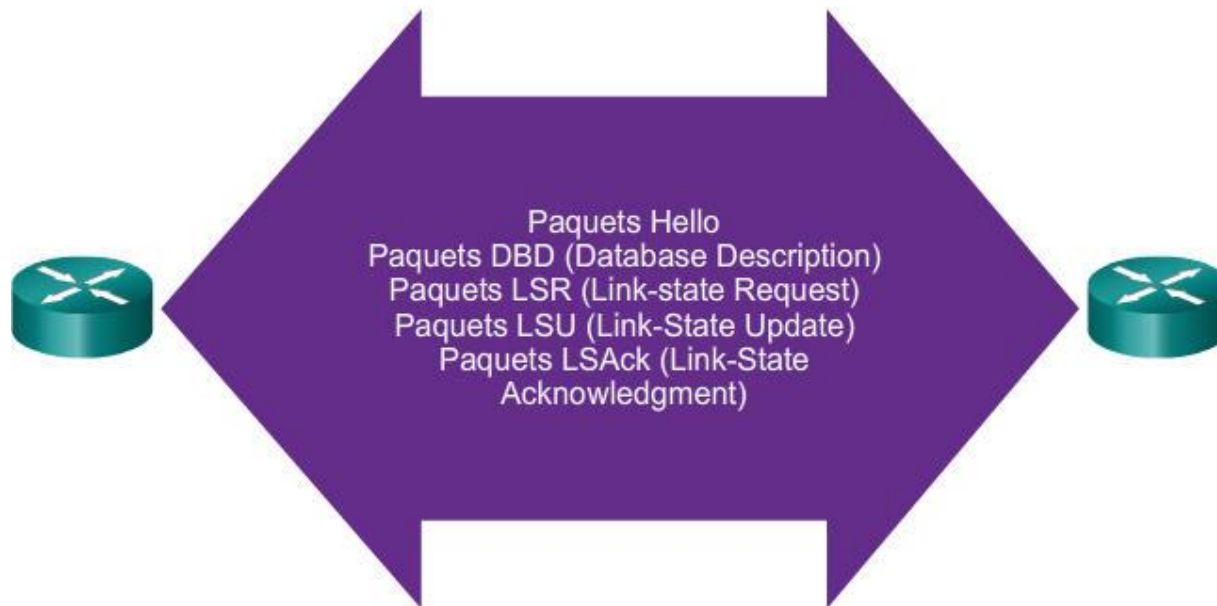 Paquets Hello
Paquets DBD (Database Description)
Paquets LSR (Link-state Request)
Paquets LSU (Link-State Update)
Paquets LSAck (Link-State
Acknowledgment)